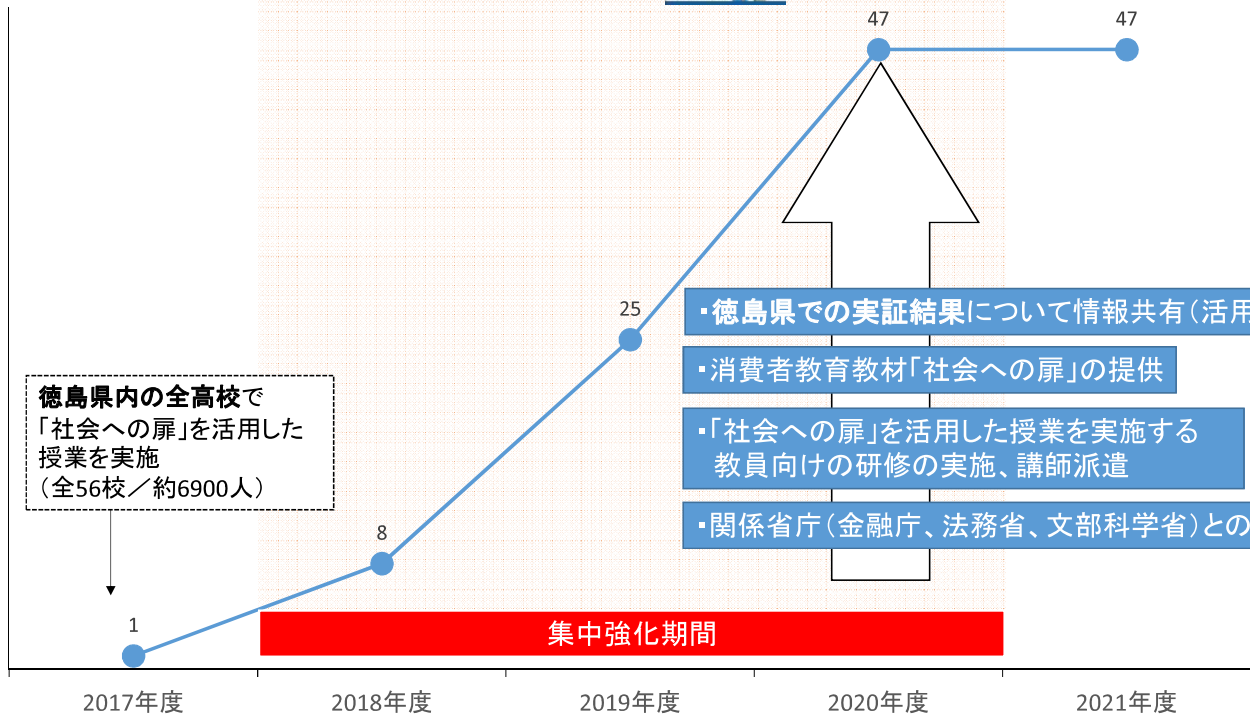 47
47
25
・徳島県での実証結果について情報共有(活用
・消費者教育教材「社会への扉」の提供
徳島県内の全高校で
「社会への扉」を活用した
授業を実施
(全56校/約6900人)
・「社会への扉」を活用した授業を実施する
教員向けの研修の実施、講師派遣
・関係省庁(金融庁、法務省、文部科学省)との
8
1
集中強化期間
2017年度
2018年度
2019年度
2020年度
2021年度